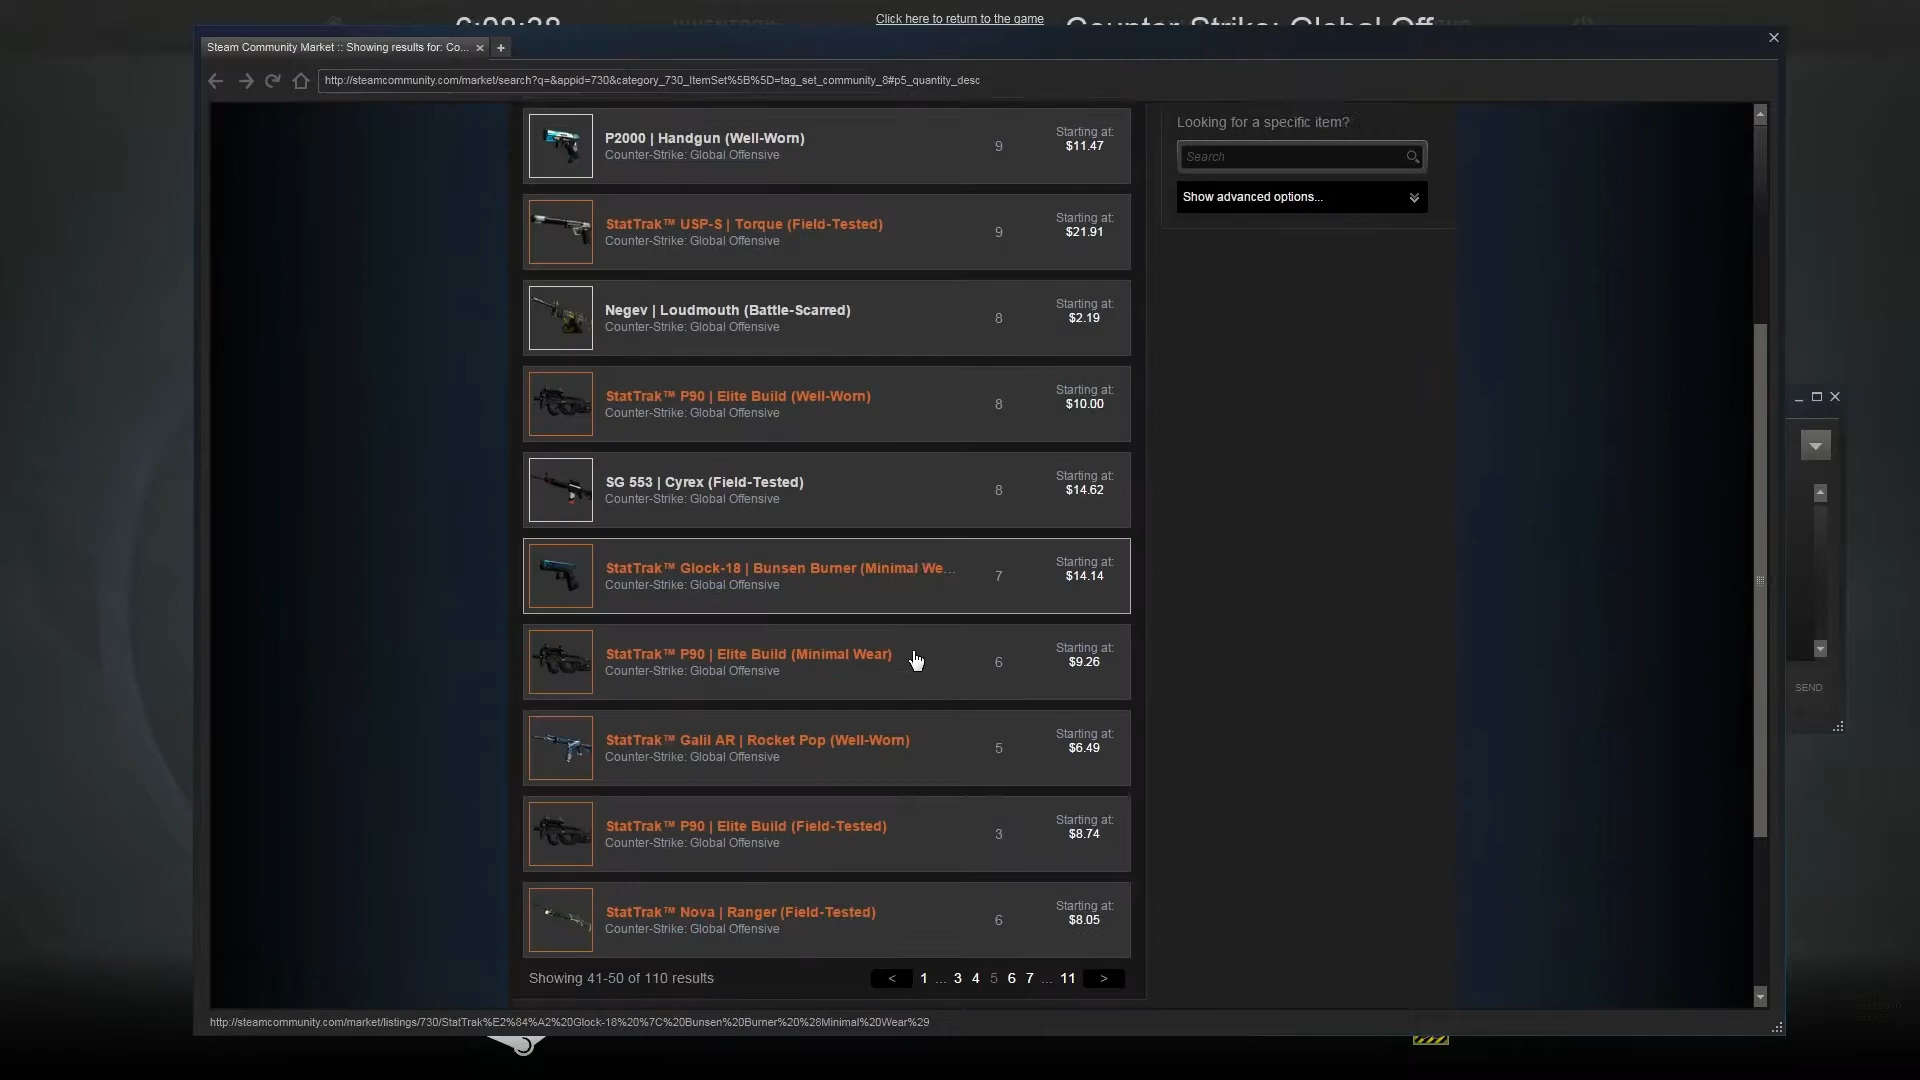 6:08:38
Click here to return to the game
Counter-Strike: Global Off
Steam Community Market :: Showing results for: Co...
http://steamcommunity.com/market/search?q=&appid=730&category_730_ItemSet%5B%5D=tag_set_community_8#p5_quantity_desc
P2000 | Handgun (Well-Worn)
Counter-Strike: Global Offensive
9
Starting at:
$11.47
StatTrak™ USP-S | Torque (Field-Tested)
Counter-Strike: Global Offensive
9
Starting at:
$21.91
Negev | Loudmouth (Battle-Scarred)
Counter-Strike: Global Offensive
8
Starting at:
$2.19
StatTrak™ P90 | Elite Build (Well-Worn)
Counter-Strike: Global Offensive
8
Starting at:
$10.00
SG 553 | Cyrex (Field-Tested)
Counter-Strike: Global Offensive
8
Starting at:
$14.62
StatTrak™ Glock-18 | Bunsen Burner (Minimal We...
Counter-Strike: Global Offensive
7
Starting at:
$14.14
StatTrak™ P90 | Elite Build (Minimal Wear)
Counter-Strike: Global Offensive
6
Starting at:
$9.26
StatTrak™ Galil AR | Rocket Pop (Well-Worn)
Counter-Strike: Global Offensive
5
Starting at:
$6.49
StatTrak™ P90 | Elite Build (Field-Tested)
Counter-Strike: Global Offensive
3
Starting at:
$8.74
StatTrak™ Nova | Ranger (Field-Tested)
Counter-Strike: Global Offensive
6
Starting at:
$8.05
Showing 41-50 of 110 results
< 1 ... 3 4 5 6 7 ... 11 >
Looking for a specific item?
Search
Show advanced options...
SEND
http://steamcommunity.com/market/listings/730/StatTrak%E2%84%A2%20Glock-18%20%7C%20Bunsen%20Burner%20%28Minimal%20Wear%29